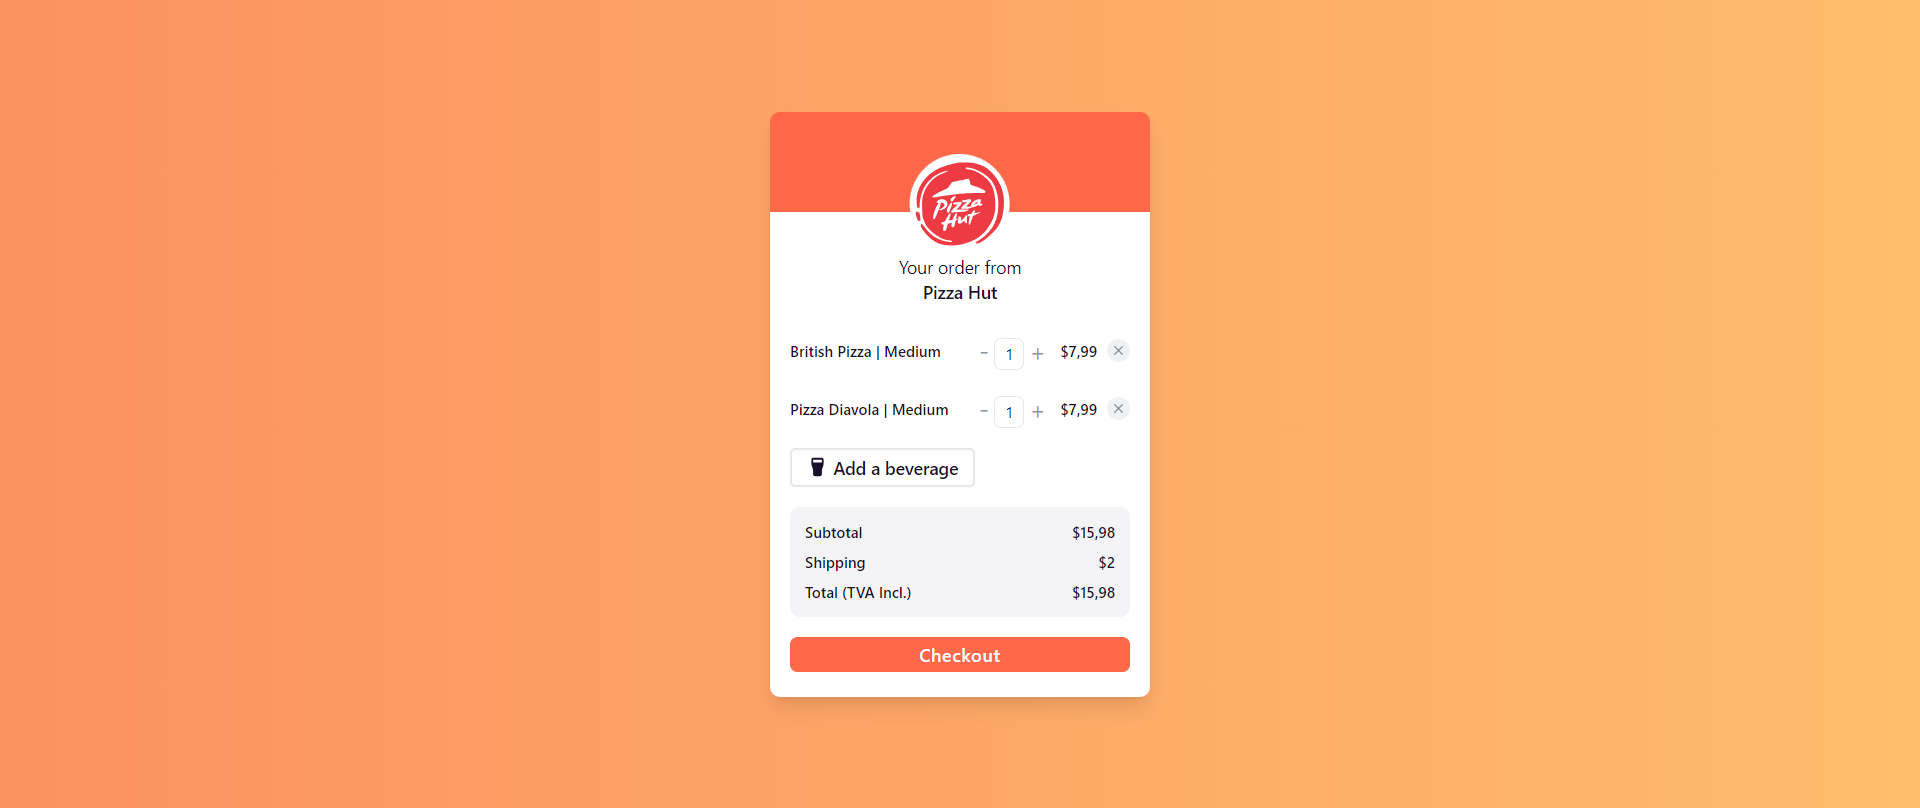 Pizza
Hut
Your order from
Pizza Hut
British Pizza | Medium - 1 + $7,99 ×
Pizza Diavola | Medium - 1 + $7,99 ×
Add a beverage
Subtotal $15,98
Shipping $2
Total (TVA Incl.) $15,98
Checkout